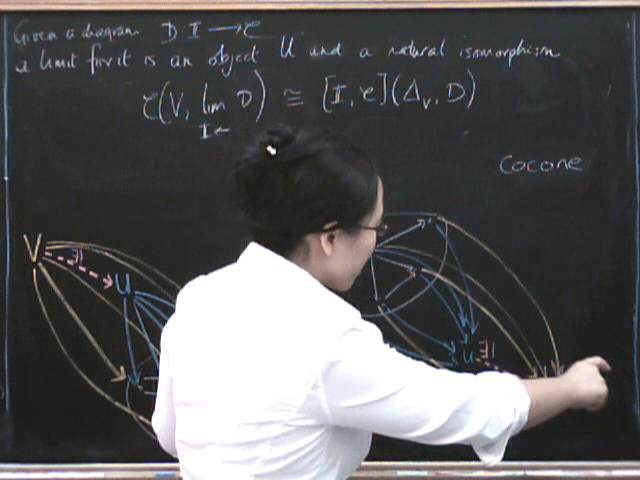 Given a diagram D: I → C
a limit for it is an object U and a natural isomorphism
C(V, lim D) ≅ [I, C](Δ_V, D)
I ←
Cocone
V
∃!
U
U
∃!